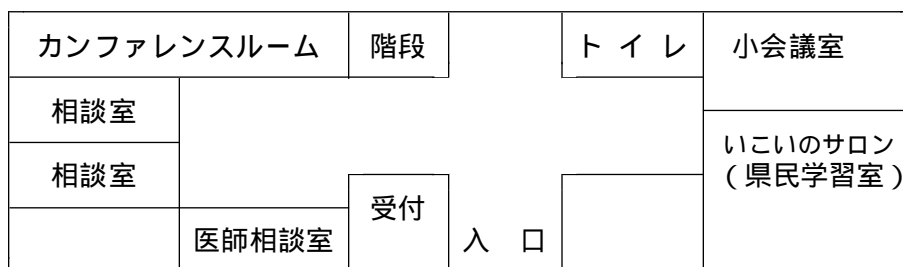 カンファレンスルーム
階段
トイレ
小会議室
相談室
相談室
いこいのサロン
(県民学習室)
受付
医師相談室
入 口